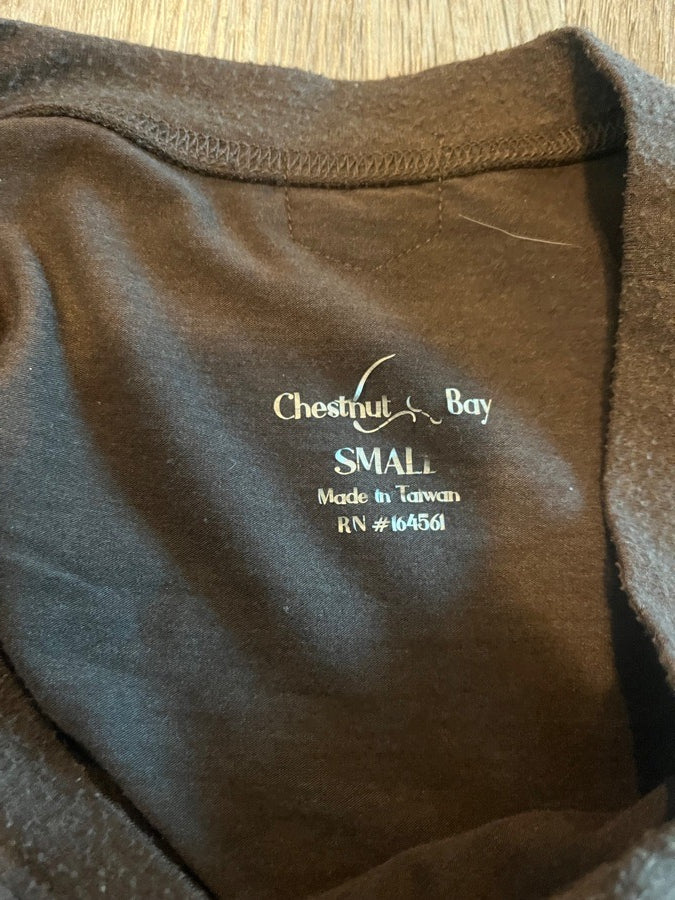 Chestnut Bay
SMALL
Made in Taiwan
RN #164561